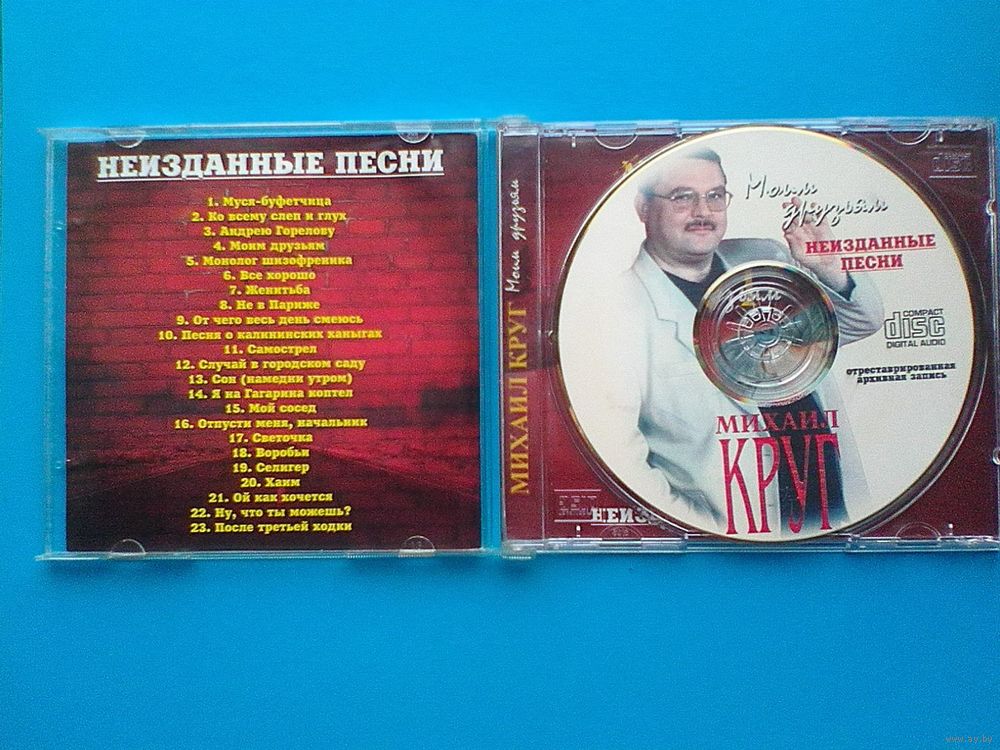 НЕИЗДАННЫЕ ПЕСНИ
1. Муся-буфетчица
2. Ко всему слеп и глух
3. Андрею Горелову
4. Моим друзьям
5. Монолог шизофреника
6. Все хорошо
7. Женитьба
8. Не в Париже
9. От чего весь день смеюсь
10. Песня о калининских ханыгах
11. Самострел
12. Случай в городском саду
13. Сон (намедни утром)
14. Я на Гагарина коптел
15. Мой сосед
16. Отпусти меня, начальник
17. Светочка
18. Воробьи
19. Селигер
20. Хаим
21. Ой как хочется
22. Ну, что ты можешь?
23. После третьей ходки
МИХАИЛ КРУГ Моим друзьям
Моим
друзьям
НЕИЗДАННЫЕ
ПЕСНИ
COMPACT
disc
DIGITAL AUDIO
отреставрированная
архивная запись
МИХАИЛ
КРУГ
НЕИЗ
www.ay.by